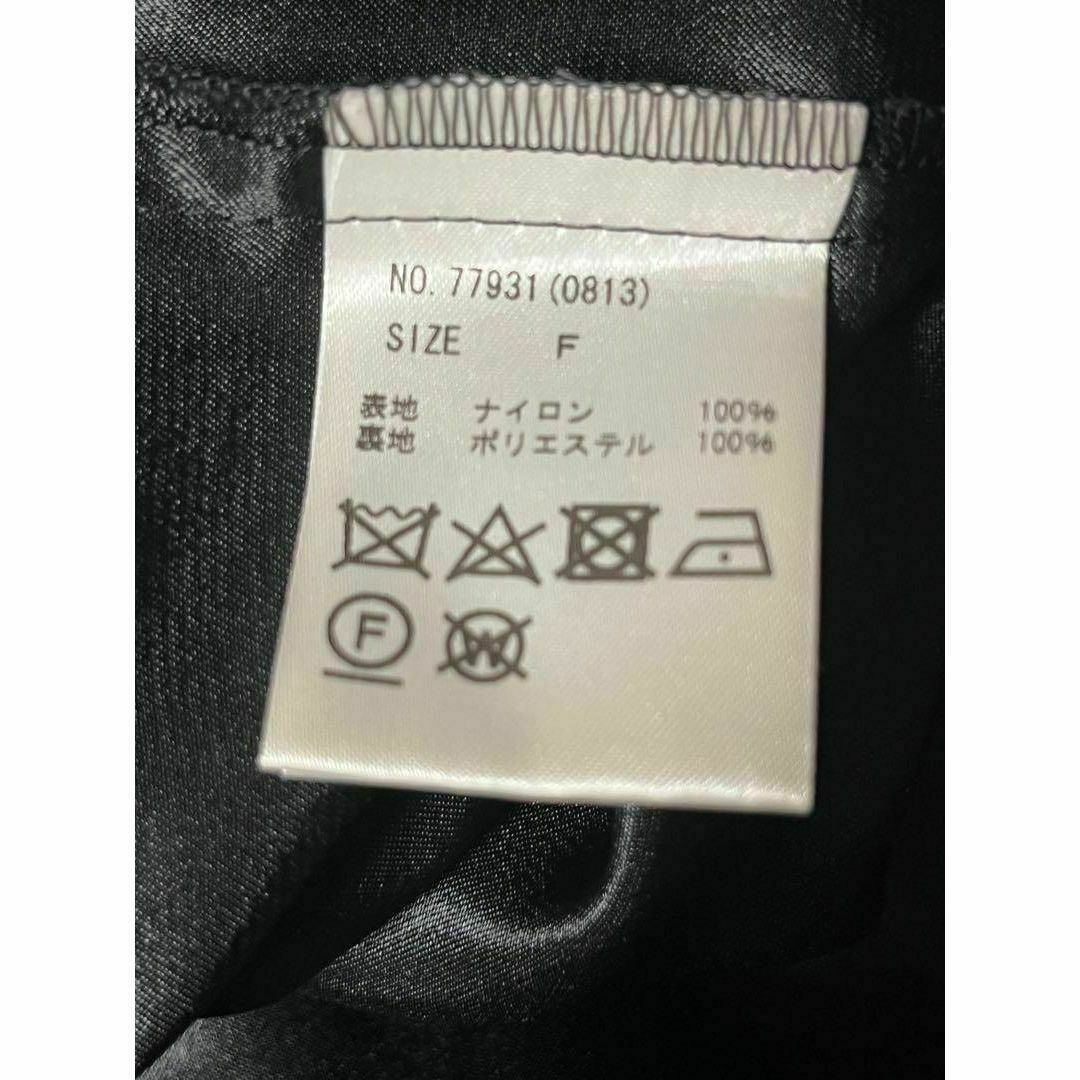 NO. 77931(0813)
SIZE F
表地 ナイロン 100%
裏地 ポリエステル 100%
F W